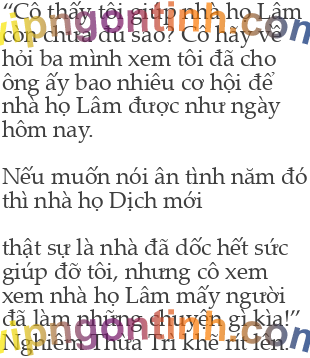 “Cô thấy tôi giúp nhà họ Lâm
còn chưa đủ sao? Cô hãy về
hỏi ba mình xem tôi đã cho
ông ấy bao nhiêu cơ hội để
nhà họ Lâm được như ngày
hôm nay.
Nếu muốn nói ân tình năm đó
thì nhà họ Dịch mới
thật sự là nhà đã dốc hết sức
giúp đỡ tôi, nhưng cô xem
xem nhà họ Lâm mấy người
đã làm những chuyện gì kìa!”
Nghiêm Thừa Trì khẽ rít lên.